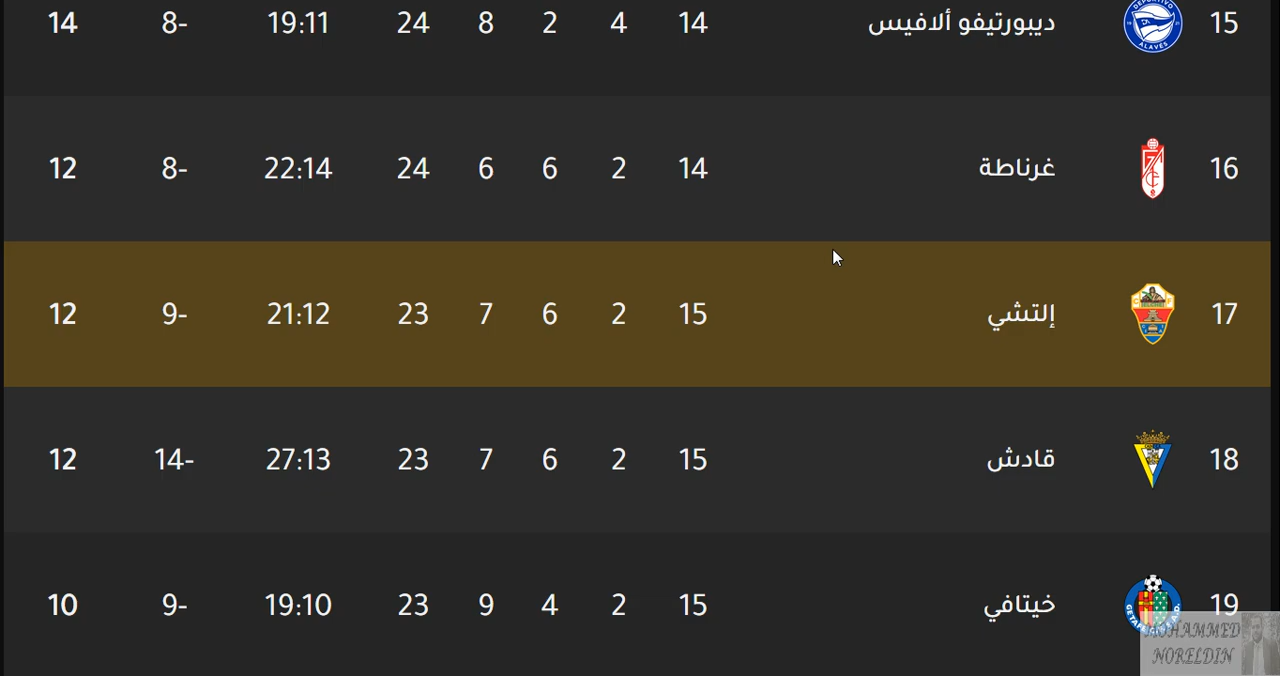 15 ديبورتيفو ألافيس 14 4 2 8 24 19:11 8- 14
16 غرناطة 14 2 6 6 24 22:14 8- 12
17 إلتشي 15 2 6 7 23 21:12 9- 12
18 قادش 15 2 6 7 23 27:13 14- 12
19 خيتافي 15 2 4 9 23 19:10 9- 10
MOHAMMED
NORELDIN